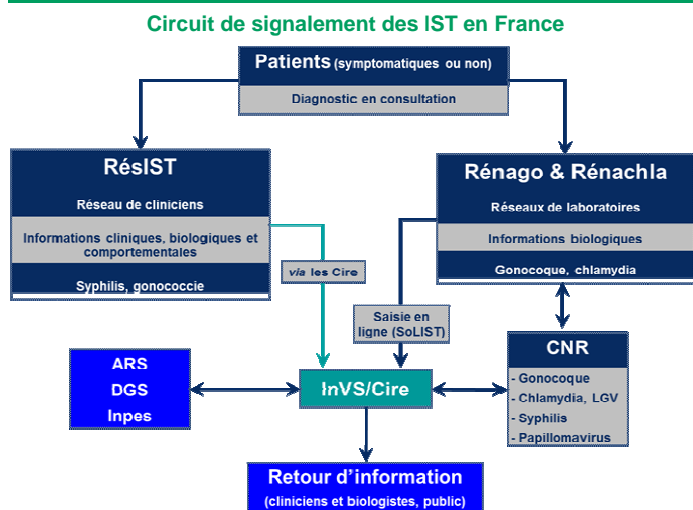 Circuit de signalement des IST en France
Patients (symptomatiques ou non)
Diagnostic en consultation
RésIST
Réseau de cliniciens
Informations cliniques, biologiques et
comportementales
Syphilis, gonococcie
Rénago & Rénachla
Réseaux de laboratoires
Informations biologiques
Gonocoque, chlamydia
via les Cire
Saisie en
ligne (SoLIST)
CNR
- Gonocoque
- Chlamydia, LGV
- Syphilis
- Papillomavirus
ARS
DGS
Inpes
InVS/Cire
Retour d’information
(cliniciens et biologistes, public)